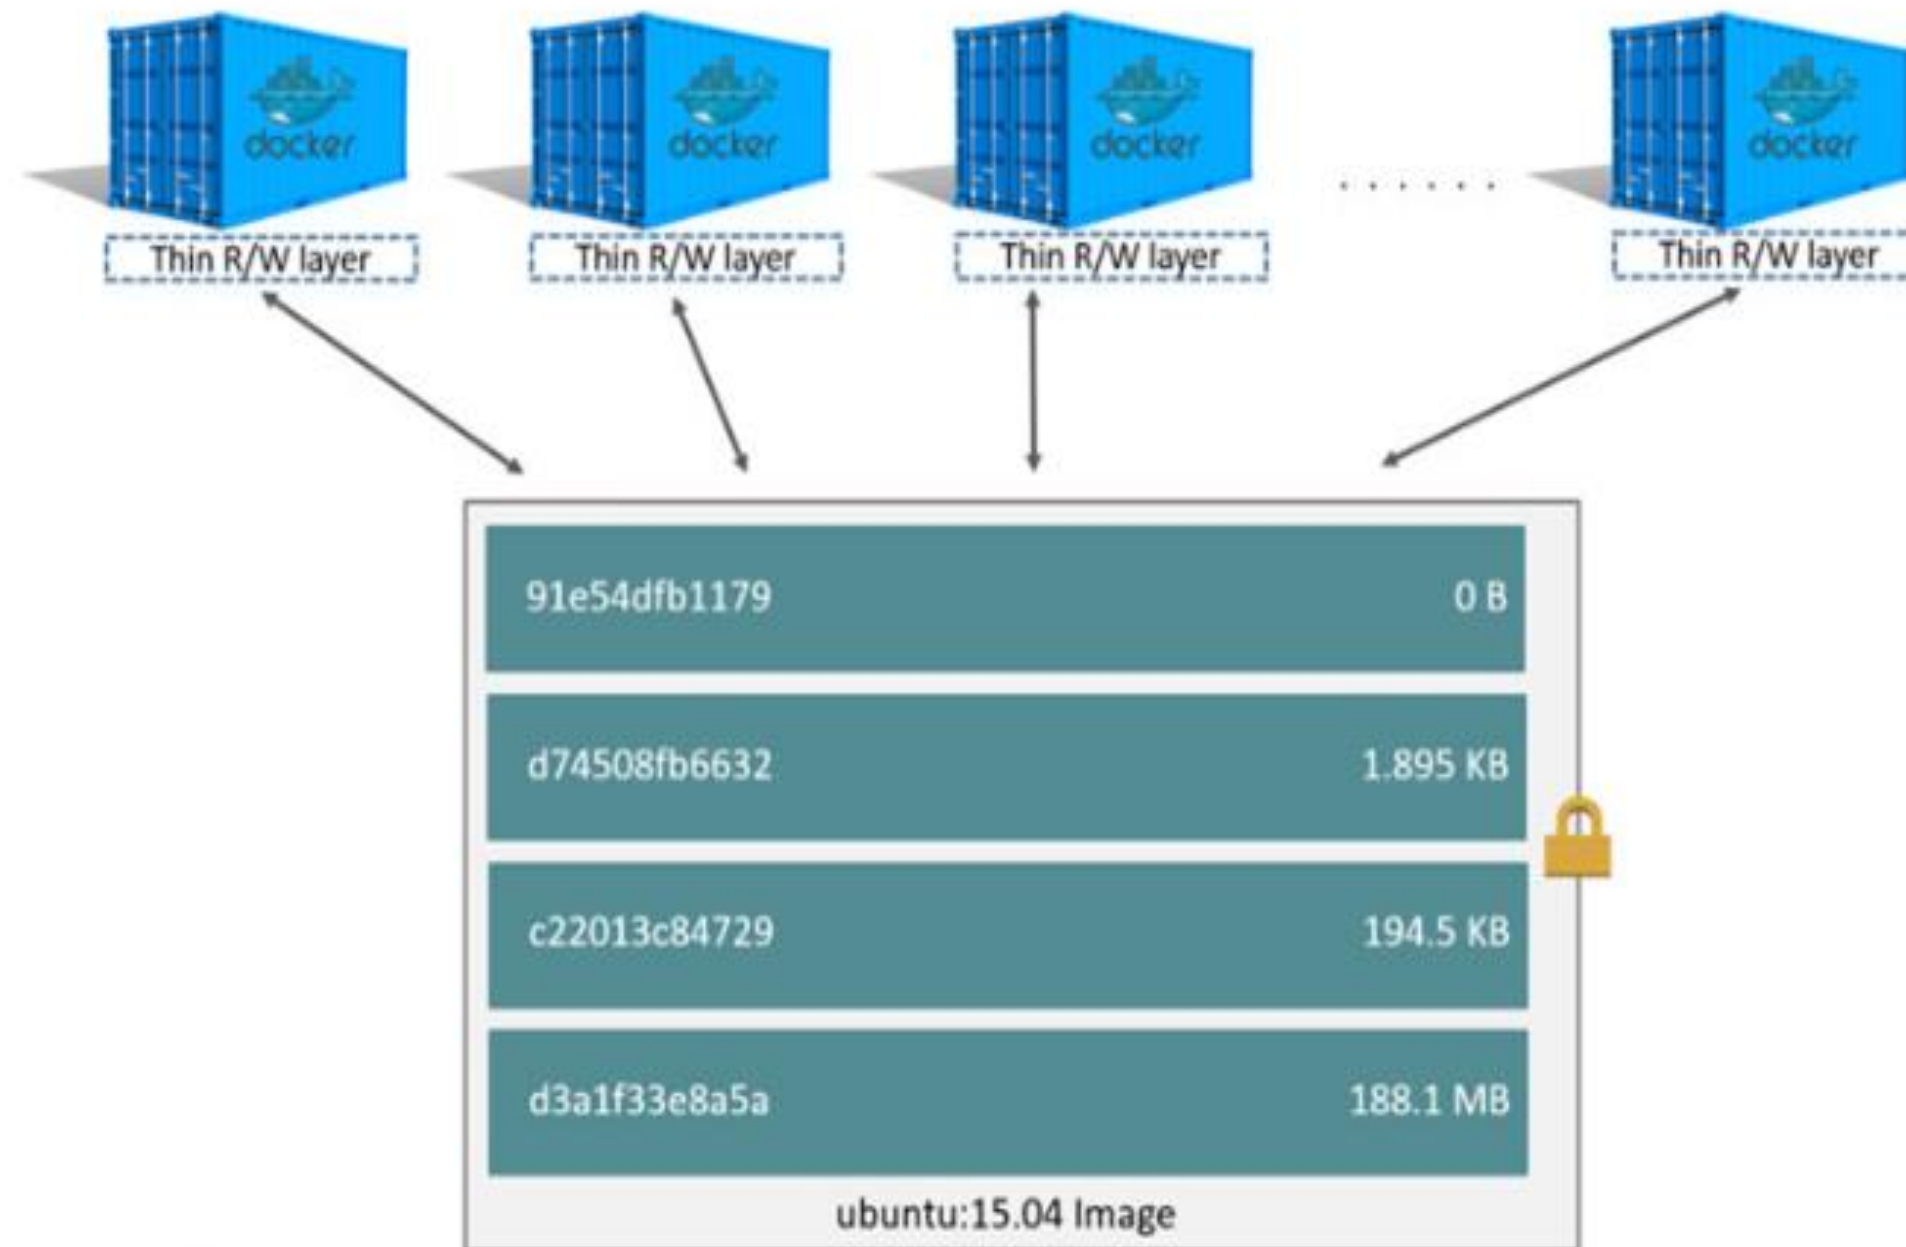 docker docker docker docker
Thin R/W layer Thin R/W layer Thin R/W layer ...... Thin R/W layer
91e54dfb1179 0 B
d74508fb6632 1.895 KB
c22013c84729 194.5 KB
d3a1f33e8a5a 188.1 MB
ubuntu:15.04 Image